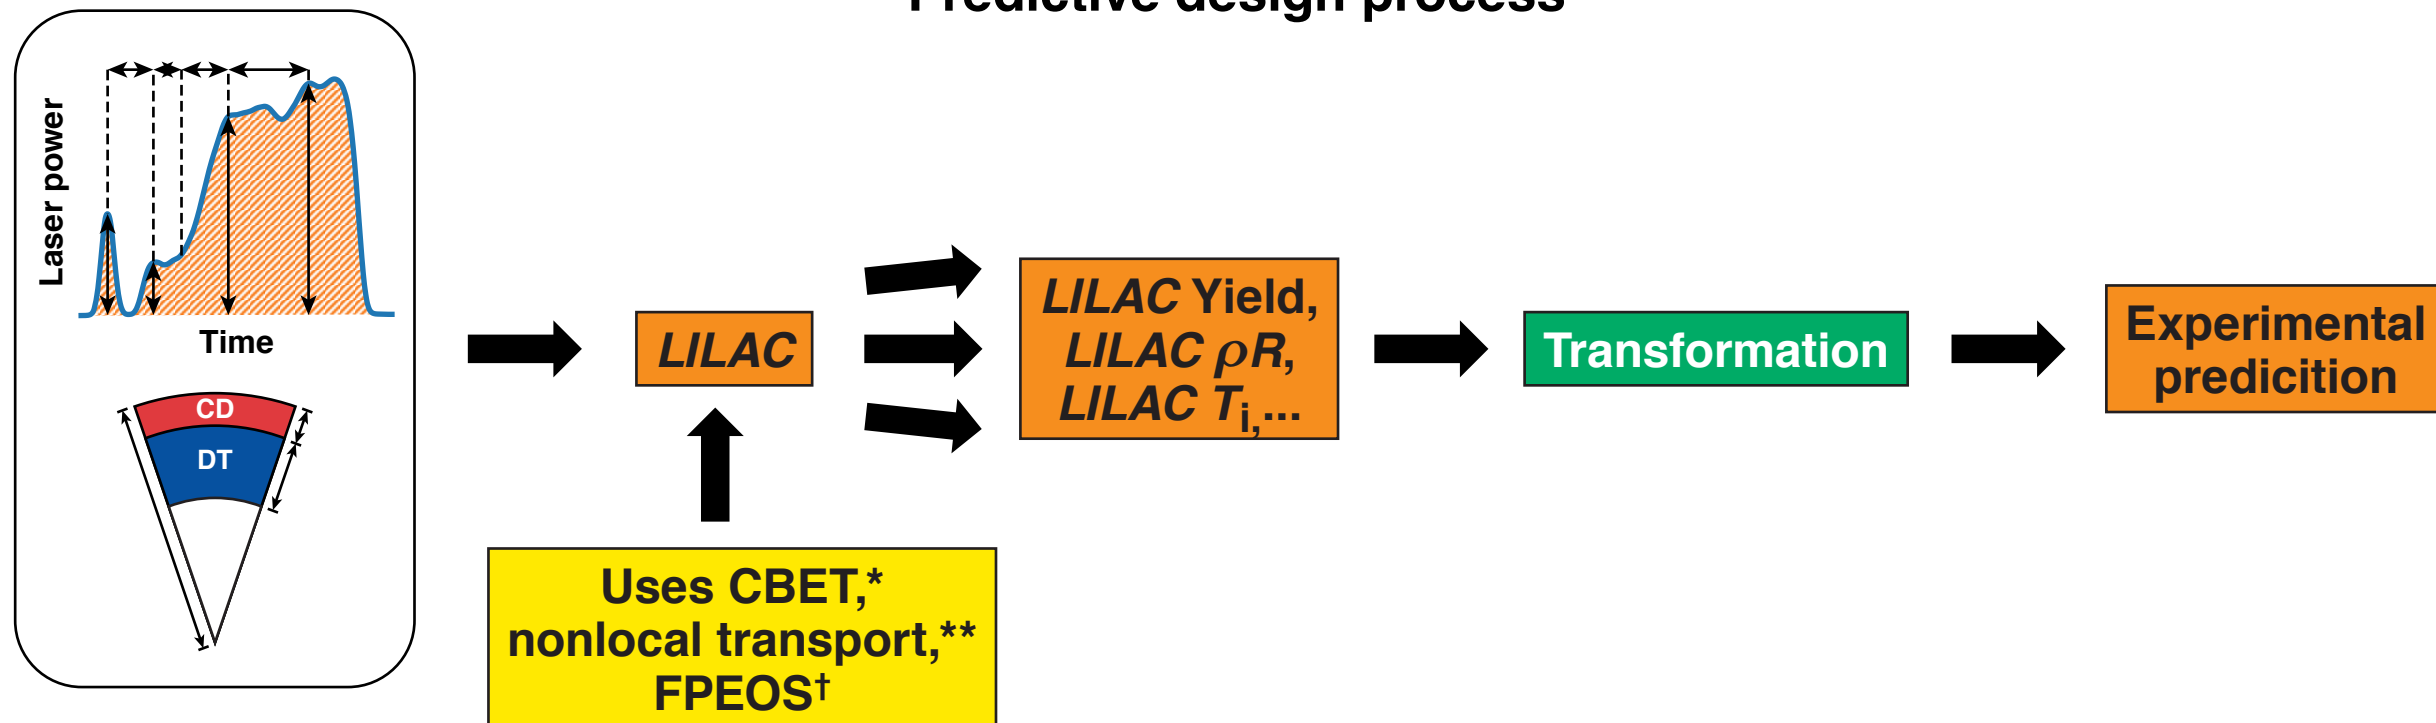 Predictive design process
Laser power
Time
CD
DT
LILAC
Uses CBET,*
nonlocal transport,**
FPEOS†
LILAC Yield,
LILAC ρR,
LILAC Ti,...
Transformation
Experimental
predicition